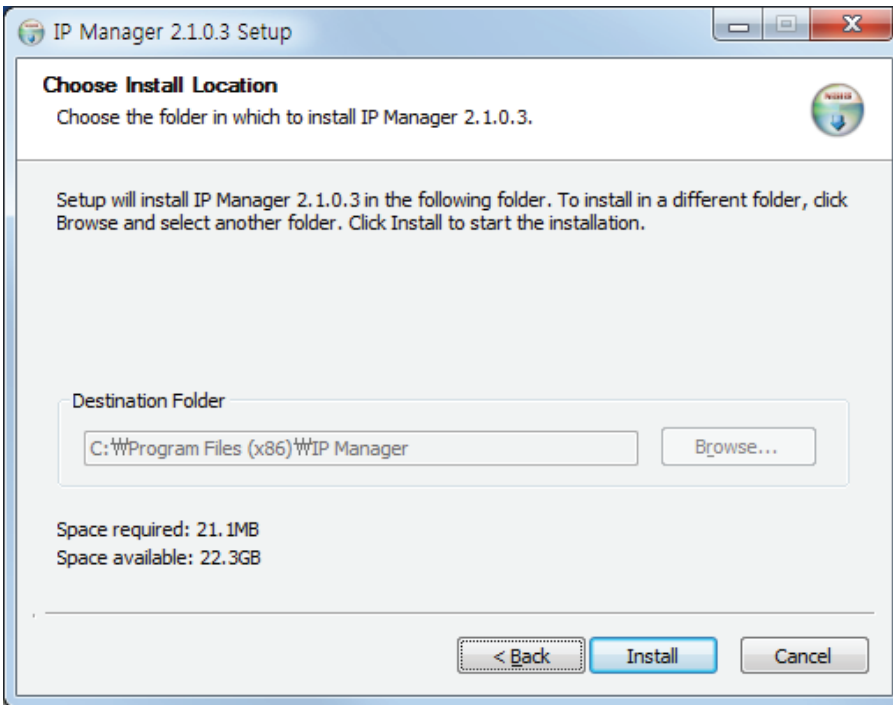 IP Manager 2.1.0.3 Setup
Choose Install Location
Choose the folder in which to install IP Manager 2.1.0.3.
Setup will install IP Manager 2.1.0.3 in the following folder. To install in a different folder, click
Browse and select another folder. Click Install to start the installation.
Destination Folder
C:₩Program Files (x86)₩IP Manager
Browse...
Space required: 21.1MB
Space available: 22.3GB
< Back
Install
Cancel